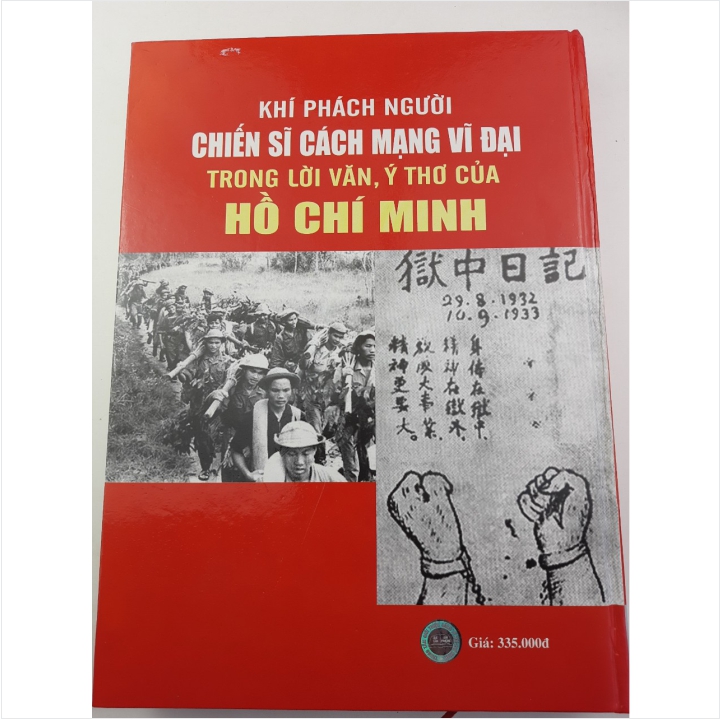 KHÍ PHÁCH NGƯỜI
CHIẾN SĨ CÁCH MẠNG VĨ ĐẠI
TRONG LỜI VĂN, Ý THƠ CỦA
HỒ CHÍ MINH
獄中日記
29.8.1932
10.9.1933
身体在獄中
精神在獄外
欲成大事業
精神更要大。
Giá: 335.000đ